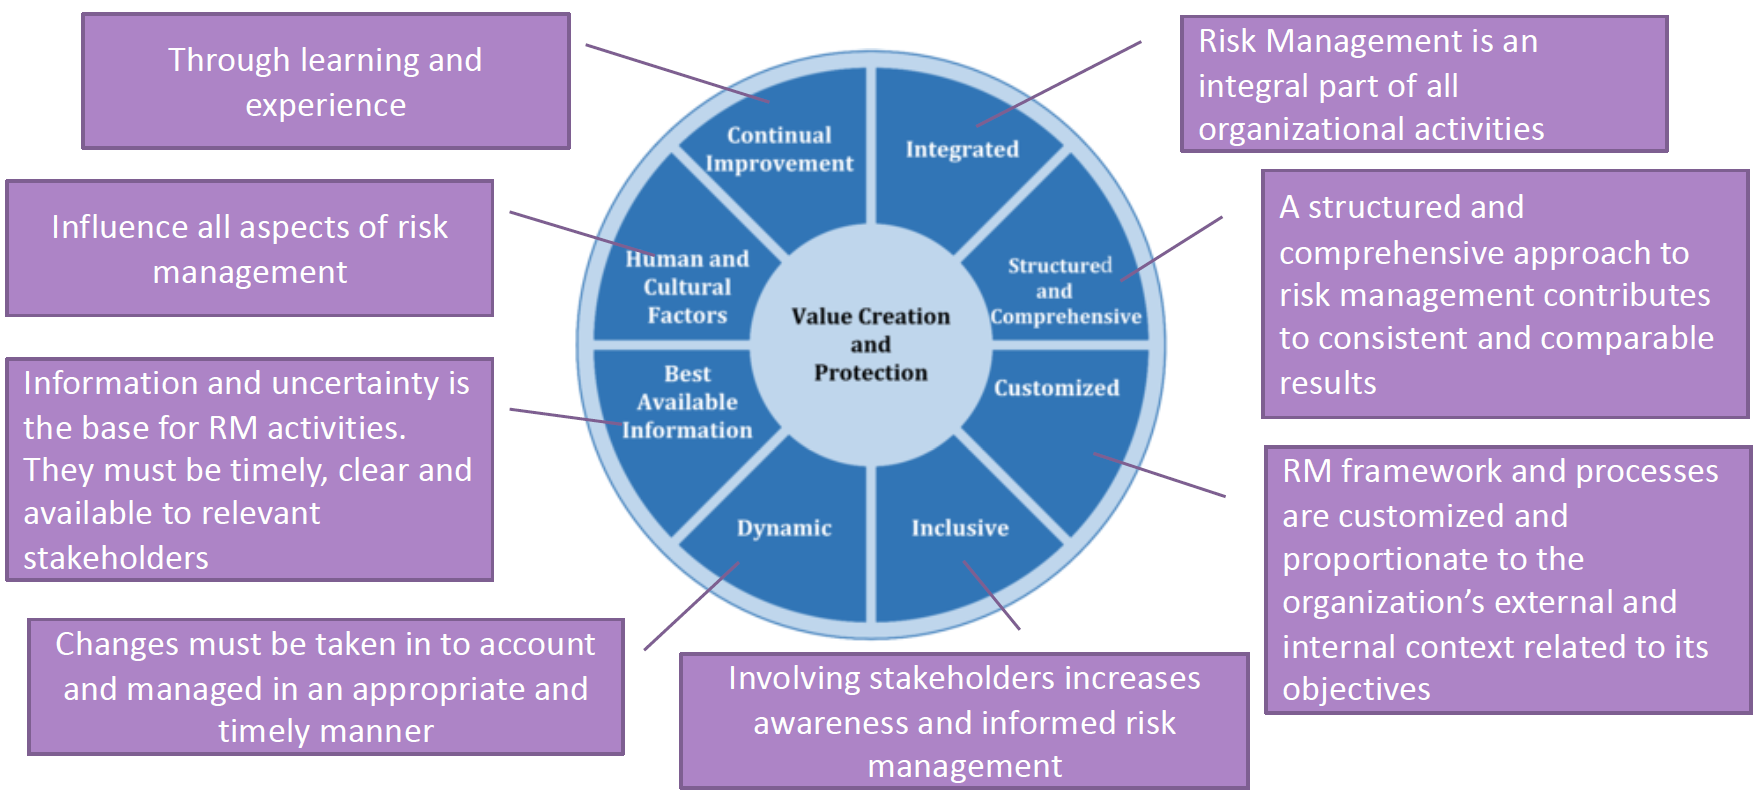 Through learning and
experience
Risk Management is an
integral part of all
organizational activities
Continual
Improvement
Integrated
Influence all aspects of risk
management
A structured and
comprehensive approach to
risk management contributes
to consistent and comparable
results
Human and
Cultural
Factors
Structured
and
Comprehensive
Value Creation
and
Protection
Information and uncertainty is
the base for RM activities.
They must be timely, clear and
available to relevant
stakeholders
Best
Available
Information
Customized
RM framework and processes
are customized and
proportionate to the
organization’s external and
internal context related to its
objectives
Dynamic
Inclusive
Changes must be taken in to account
and managed in an appropriate and
timely manner
Involving stakeholders increases
awareness and informed risk
management